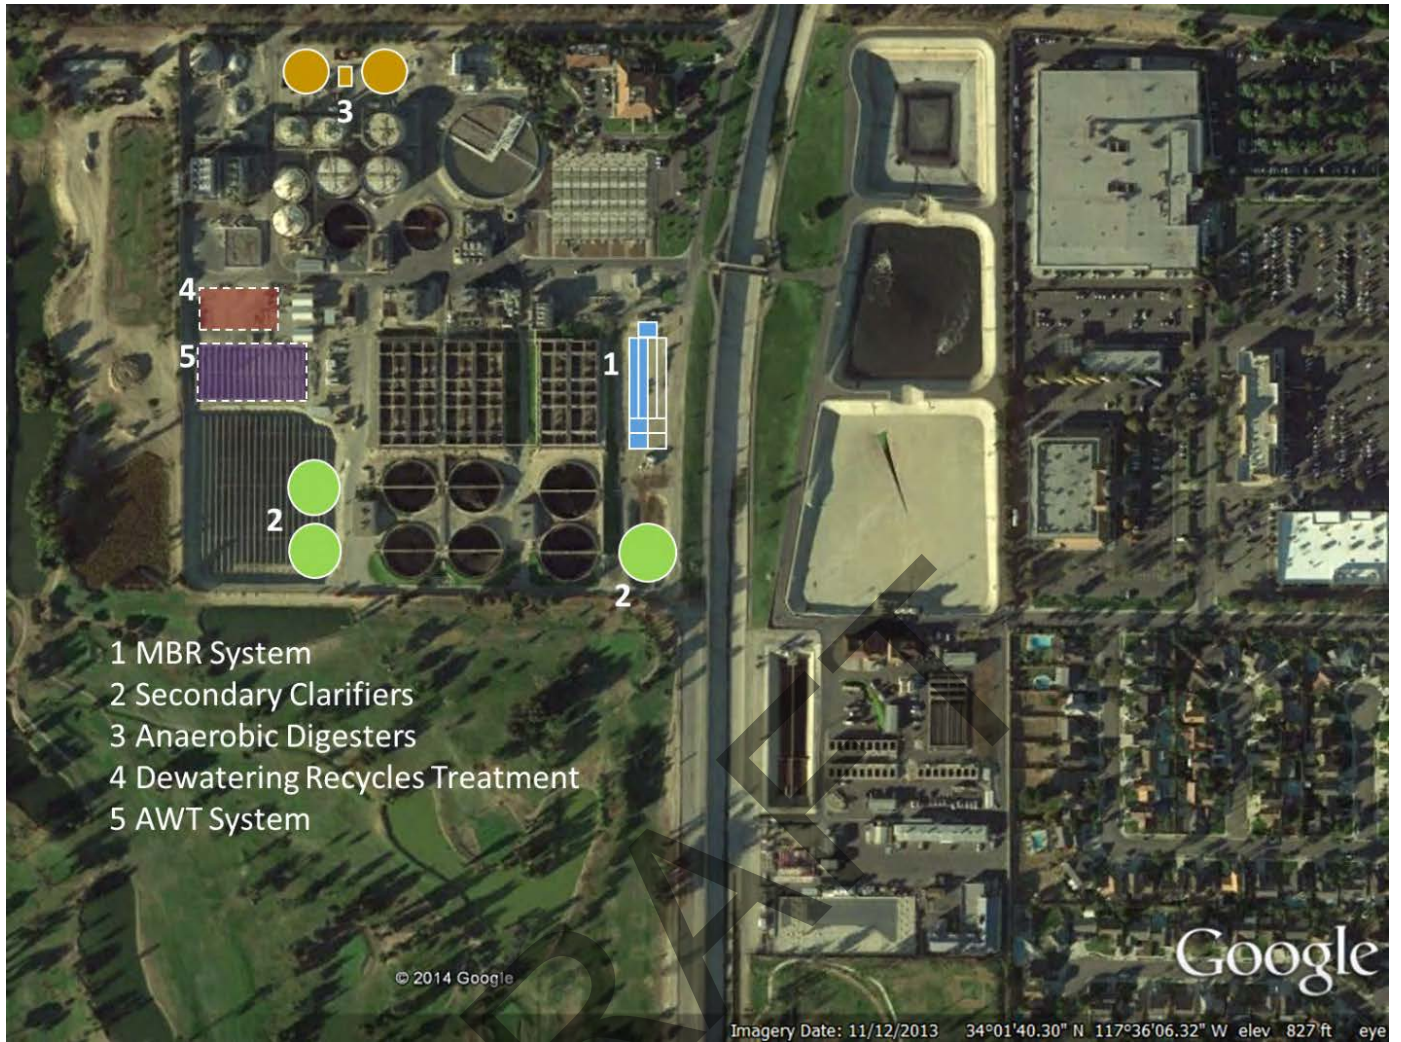 3
4
5
1
2
2
1 MBR System
2 Secondary Clarifiers
3 Anaerobic Digesters
4 Dewatering Recycles Treatment
5 AWT System
DRAFT
© 2014 Google
Google
Imagery Date: 11/12/2013 34°01'40.30" N 117°36'06.32" W elev 827 ft eye